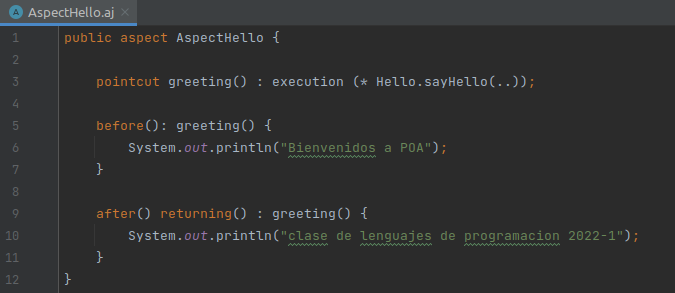 AspectHello.aj
1 public aspect AspectHello {
2
3 pointcut greeting() : execution (* Hello.sayHello(..));
4
5 before(): greeting() {
6 System.out.println("Bienvenidos a POA");
7 }
8
9 after() returning() : greeting() {
10 System.out.println("clase de lenguajes de programacion 2022-1");
11 }
12 }